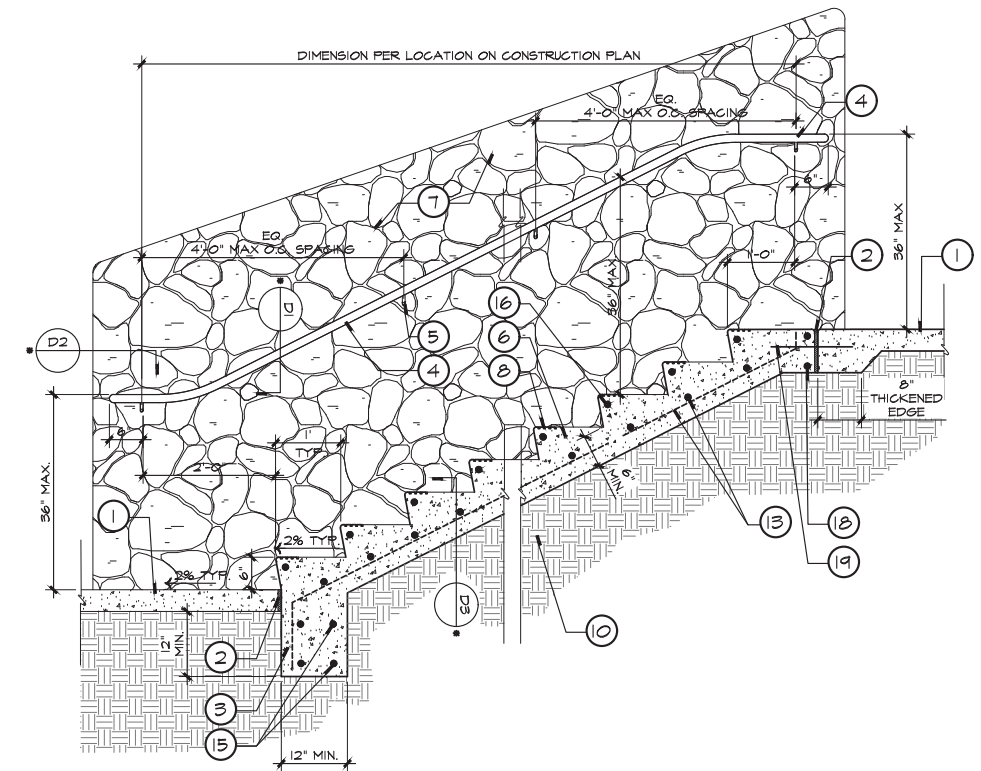 DIMENSION PER LOCATION ON CONSTRUCTION PLAN
EQ.
4'-0" MAX O.C. SPACING
4
6"
7
36" MAX
EQ.
4'-0" MAX O.C. SPACING
1'-0"
2
1
36" MAX
D1
16
5
6
D2
4
8
8"
THICKENED
EDGE
6"
1'
TYP.
2'-0"
6"
MIN.
36" MAX.
1
13
18
2% TYP.
19
2% TYP.
6"
D3
10
12"
MIN.
2
3
15
12" MIN.